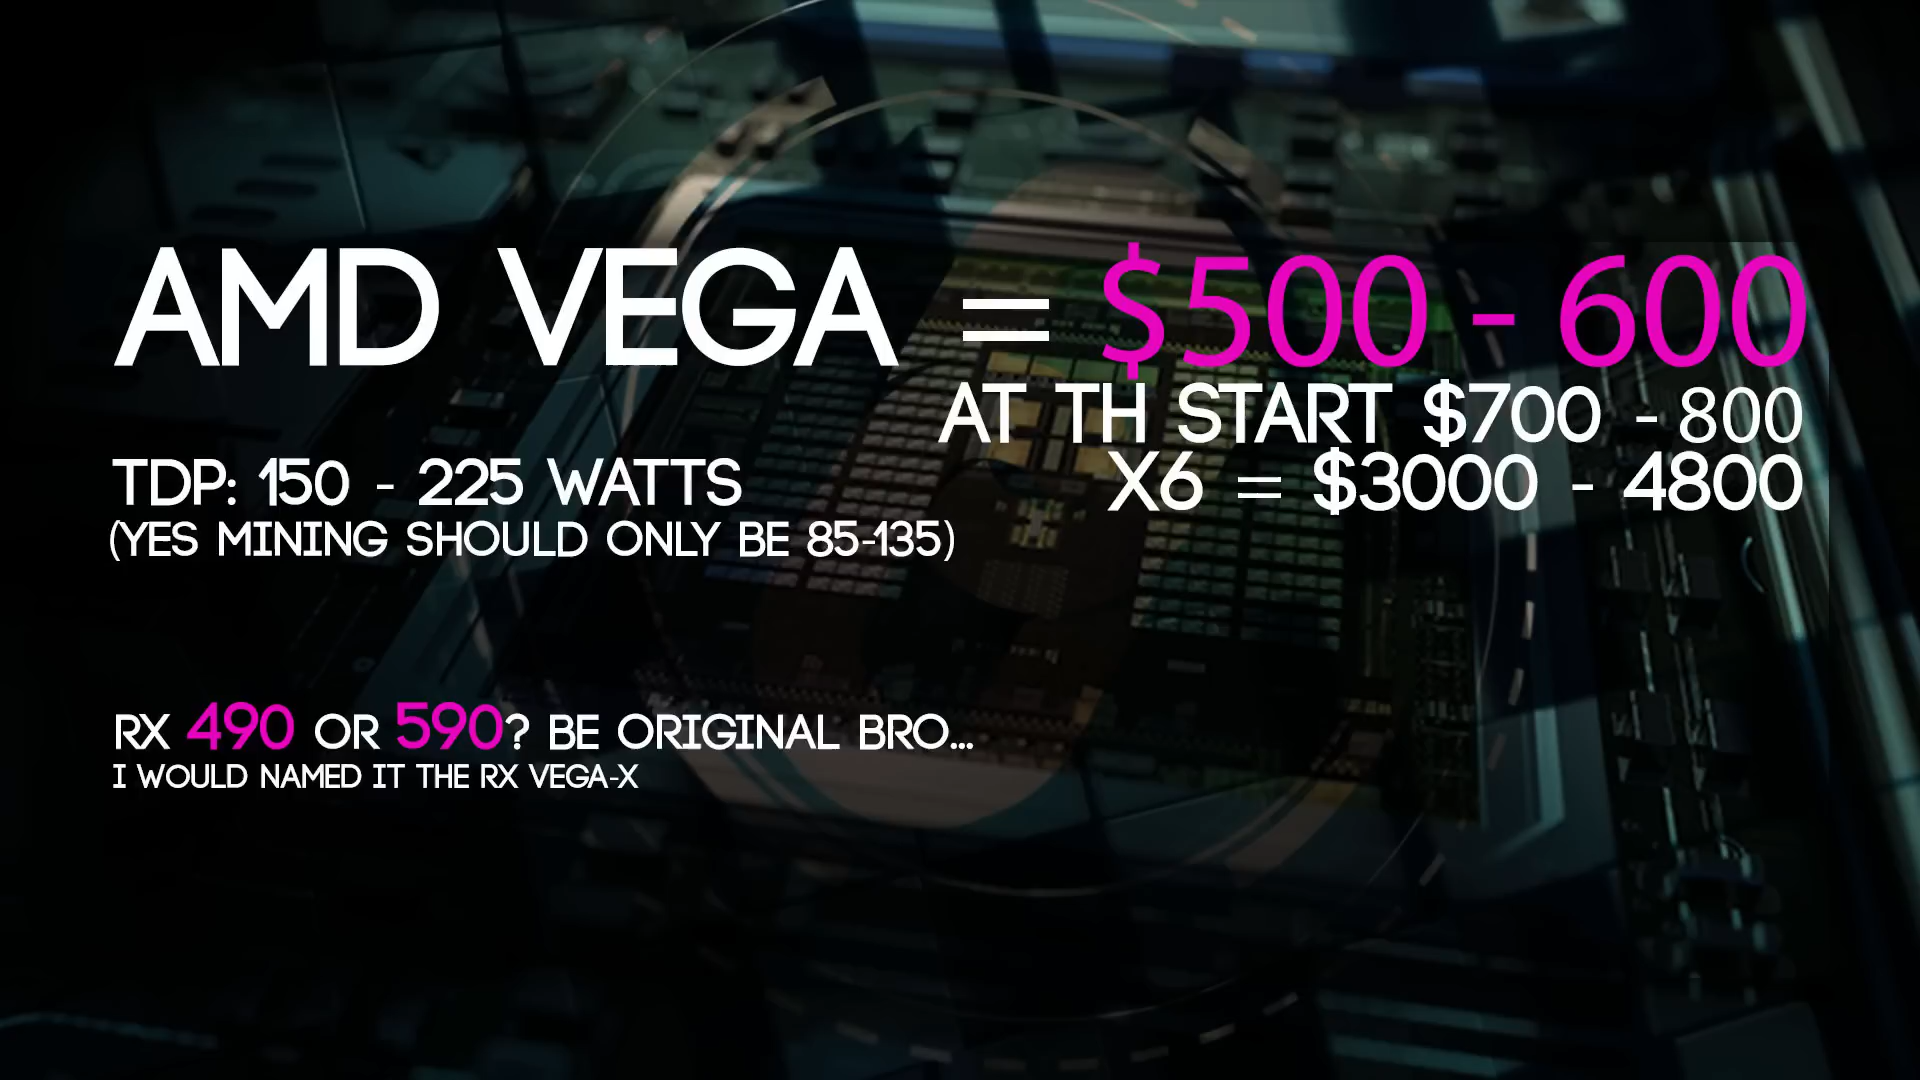 AMD VEGA = $500 - 600
AT TH START $700 - 800
X6 = $3000 - 4800
TDP: 150 - 225 WATTS
(YES MINING SHOULD ONLY BE 85-135)
RX 490 OR 590? BE ORIGINAL BRO...
I WOULD NAMED IT THE RX VEGA-X